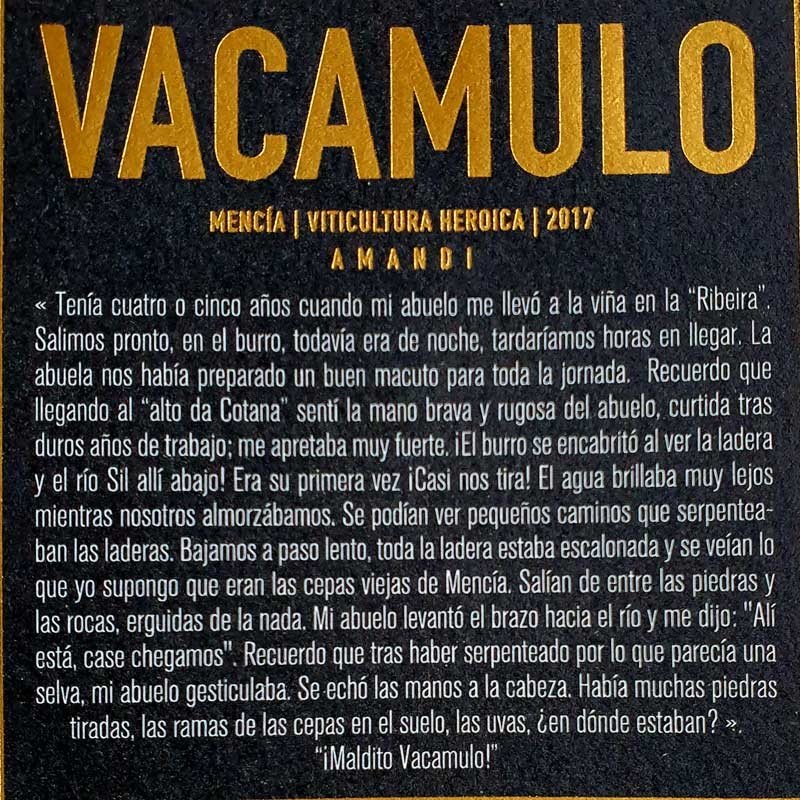 VACAMULO
MENCÍA | VITICULTURA HEROICA | 2017
AMANDI
« Tenía cuatro o cinco años cuando mi abuelo me llevó a la viña en la “Ribeira”.
Salimos pronto, en el burro, todavía era de noche, tardaríamos horas en llegar. La
abuela nos había preparado un buen macuto para toda la jornada. Recuerdo que
llegando al “alto da Cotana” sentí la mano brava y rugosa del abuelo, curtida tras
duros años de trabajo; me apretaba muy fuerte. ¡El burro se encabritó al ver la ladera
y el río Sil allí abajo! Era su primera vez ¡Casi nos tira! El agua brillaba muy lejos
mientras nosotros almorzábamos. Se podían ver pequeños caminos que serpentea-
ban las laderas. Bajamos a paso lento, toda la ladera estaba escalonada y se veían lo
que yo supongo que eran las cepas viejas de Mencía. Salían de entre las piedras y
las rocas, erguidas de la nada. Mi abuelo levantó el brazo hacia el río y me dijo: "Alí
está, case chegamos". Recuerdo que tras haber serpenteado por lo que parecía una
selva, mi abuelo gesticulaba. Se echó las manos a la cabeza. Había muchas piedras
tiradas, las ramas de las cepas en el suelo, las uvas, ¿en dónde estaban? ».
“¡Maldito Vacamulo!”